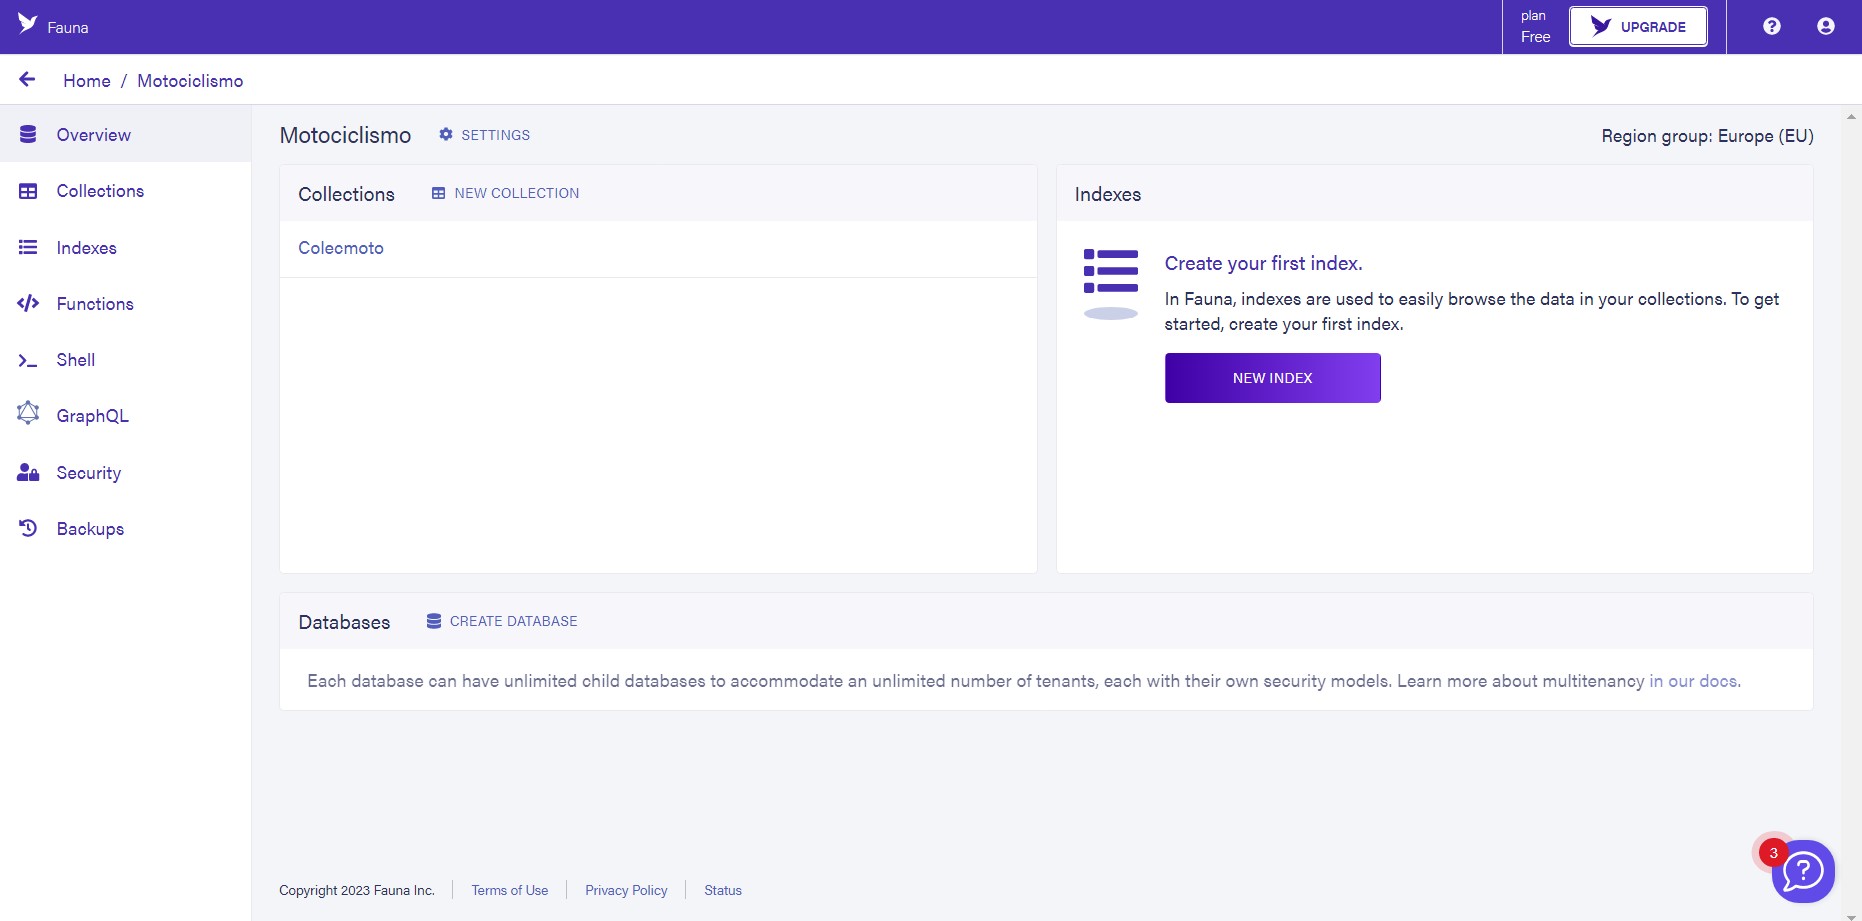 Fauna
plan
Free
UPGRADE
Home / Motociclismo
Overview
Collections
Indexes
Functions
Shell
GraphQL
Security
Backups
Motociclismo
SETTINGS
Region group: Europe (EU)
Collections
NEW COLLECTION
Colecmoto
Indexes
Create your first index.
In Fauna, indexes are used to easily browse the data in your collections. To get
started, create your first index.
NEW INDEX
Databases
CREATE DATABASE
Each database can have unlimited child databases to accommodate an unlimited number of tenants, each with their own security models. Learn more about multitenancy in our docs.
3
Copyright 2023 Fauna Inc.
Terms of Use
Privacy Policy
Status